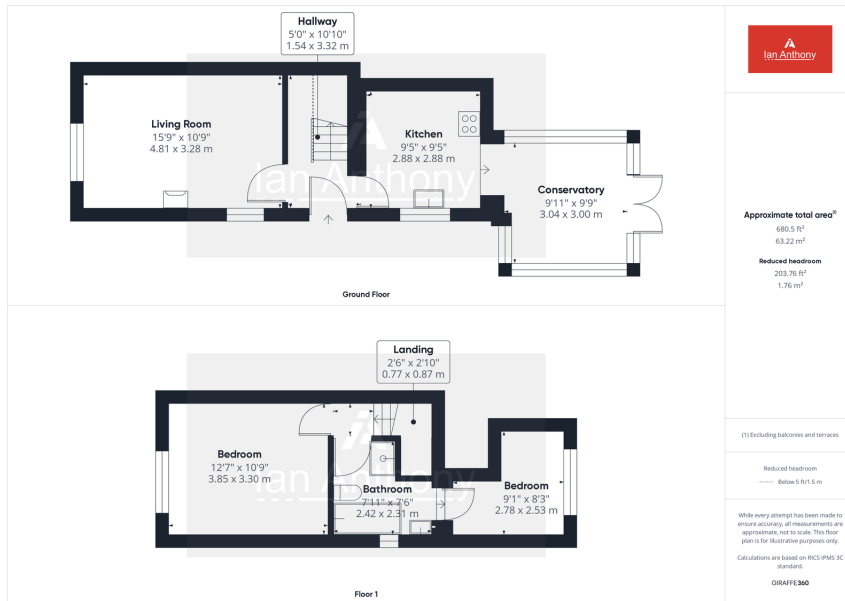 Hallway
5'0" x 10'10"
1.54 x 3.32 m
Living Room
15'9" x 10'9"
4.81 x 3.28 m
Kitchen
9'5" x 9'5"
2.88 x 2.88 m
Conservatory
9'11" x 9'9"
3.04 x 3.00 m
Ian Anthony
Ground Floor
Landing
2'6" x 2'10"
0.77 x 0.87 m
Bedroom
12'7" x 10'9"
3.85 x 3.30 m
Bathroom
7'11" x 7'6"
2.42 x 2.31 m
Bedroom
9'1" x 8'3"
2.78 x 2.53 m
Ian Anthony
Floor 1
Ian Anthony
Approximate total area(1)
680.5 ft²
63.22 m²
Reduced headroom
203.76 ft²
1.76 m²
(1) Excluding balconies and terraces
Reduced headroom
Below 5 ft/1.5 m
While every attempt has been made to
ensure accuracy, all measurements are
approximate, not to scale. This floor
plan is for illustrative purposes only.
Calculations are based on RICS IPMS 3C
standard.
GIRAFFE360